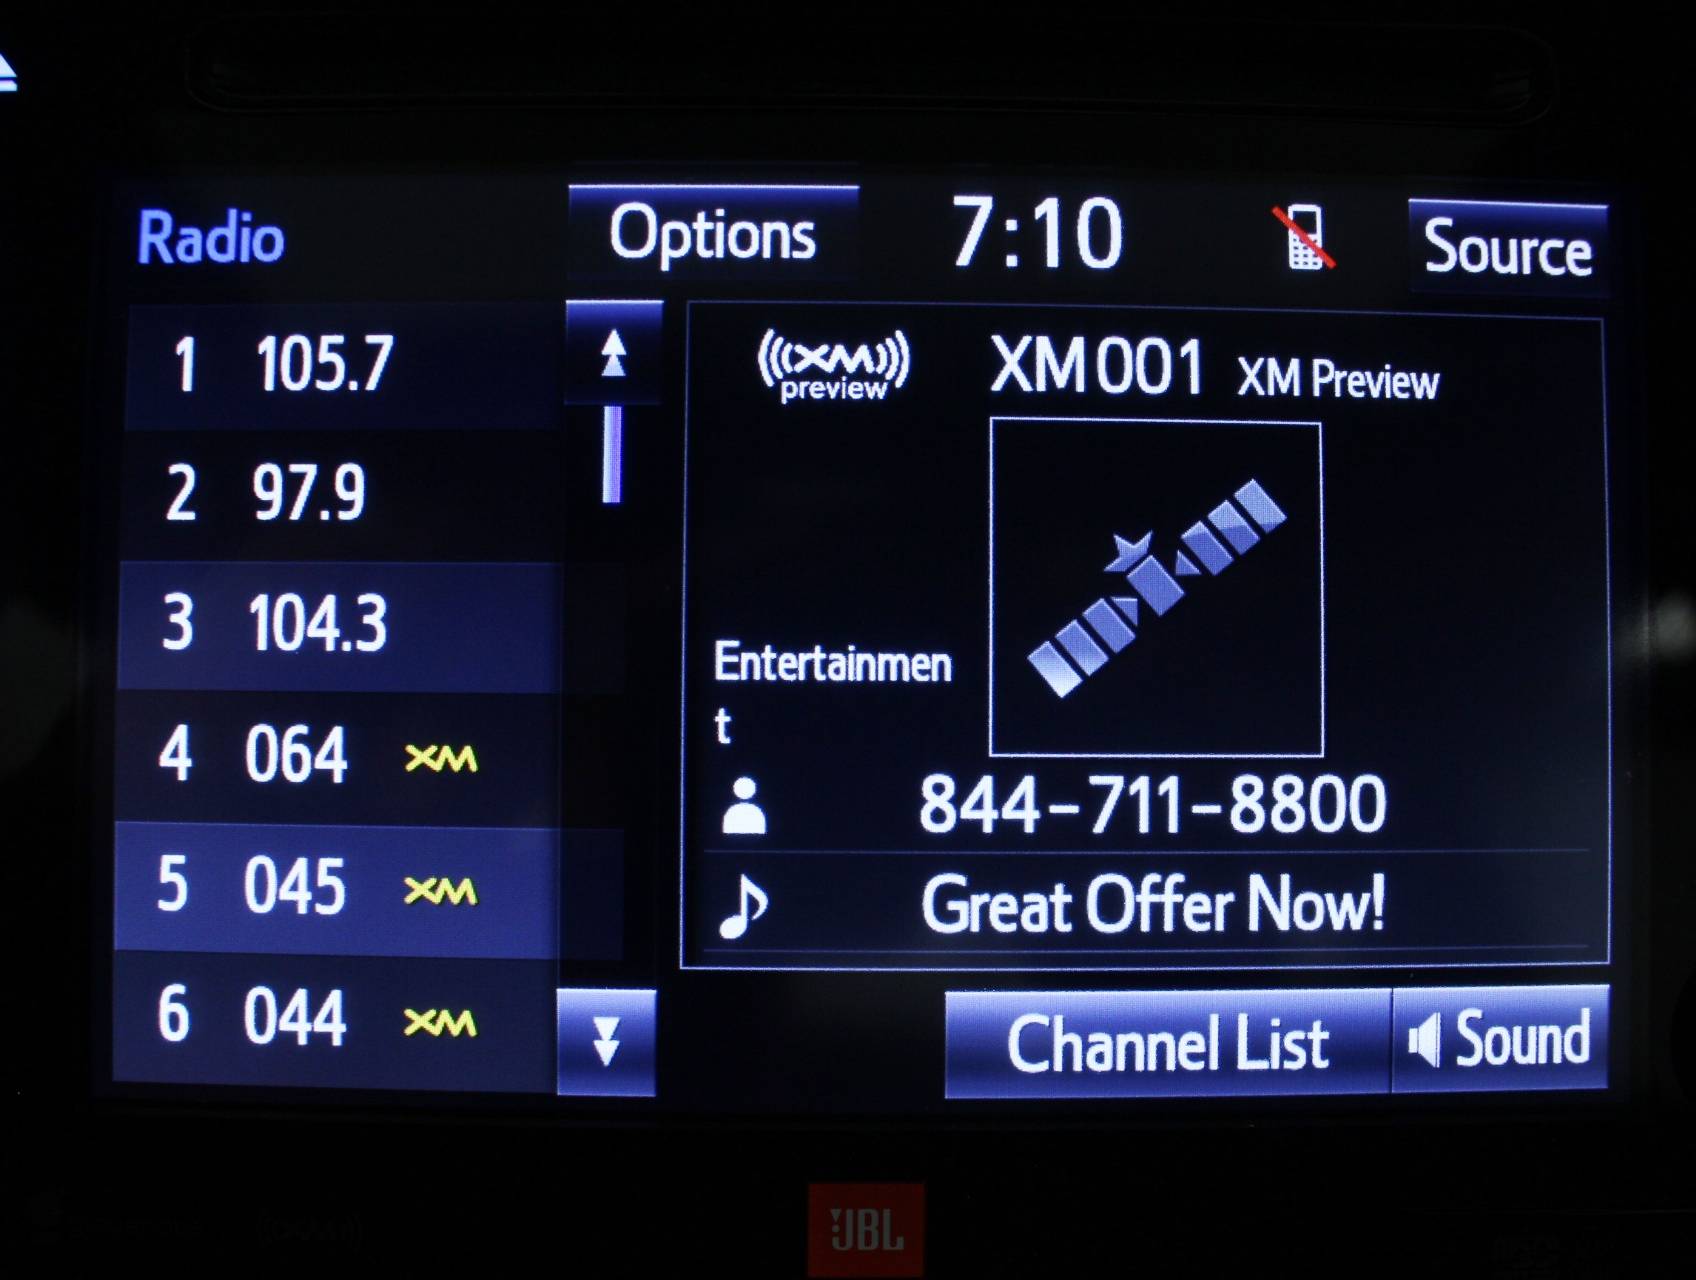 Radio
Options
7:10
Source
1 105.7
2 97.9
3 104.3
4 064 XM
5 045 XM
6 044 XM
((XM))
preview
XM001 XM Preview
Entertainmen
t
844-711-8800
Great Offer Now!
Channel List
Sound
JBL